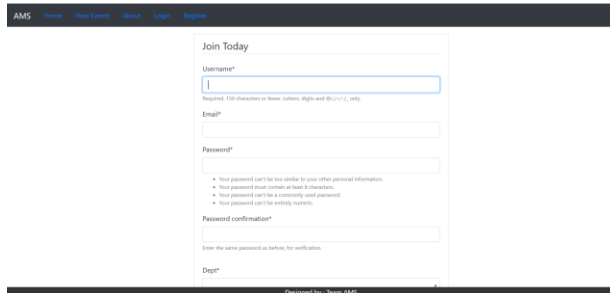 AMS Home View Events About Login Register
Join Today
Username*
Required. 150 characters or fewer. Letters, digits and @/./+/-/_ only.
Email*
Password*
Your password can't be too similar to your other personal information.
Your password must contain at least 8 characters.
Your password can't be a commonly used password.
Your password can't be entirely numeric.
Password confirmation*
Enter the same password as before, for verification.
Dept*
Designed by : Team AMS